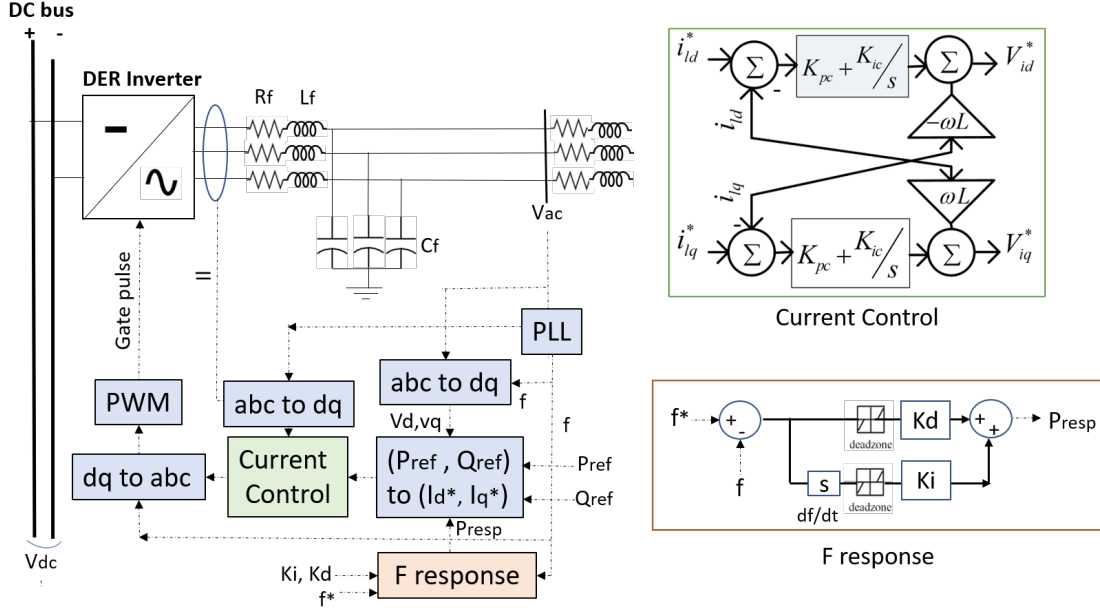 DC bus
+ -
DER Inverter
Rf Lf
Vac
Cf
=
Gate pulse
PLL
PWM
abc to dq
abc to dq
f
Vd,vq
f
dq to abc
Current
Control
(Pref , Qref)
to (Id*, Iq*)
Pref
Qref
Presp
Vdc
Ki, Kd
f*
F response
i*ld
Σ
-
Kpc + Kic/s
Σ
V*id
ild
-ωL
ilq
ωL
i*lq
-
Σ
Kpc + Kic/s
Σ
V*iq
Current Control
f*
+
-
deadzone
Kd
+
+
Presp
f
s
df/dt
deadzone
Ki
F response